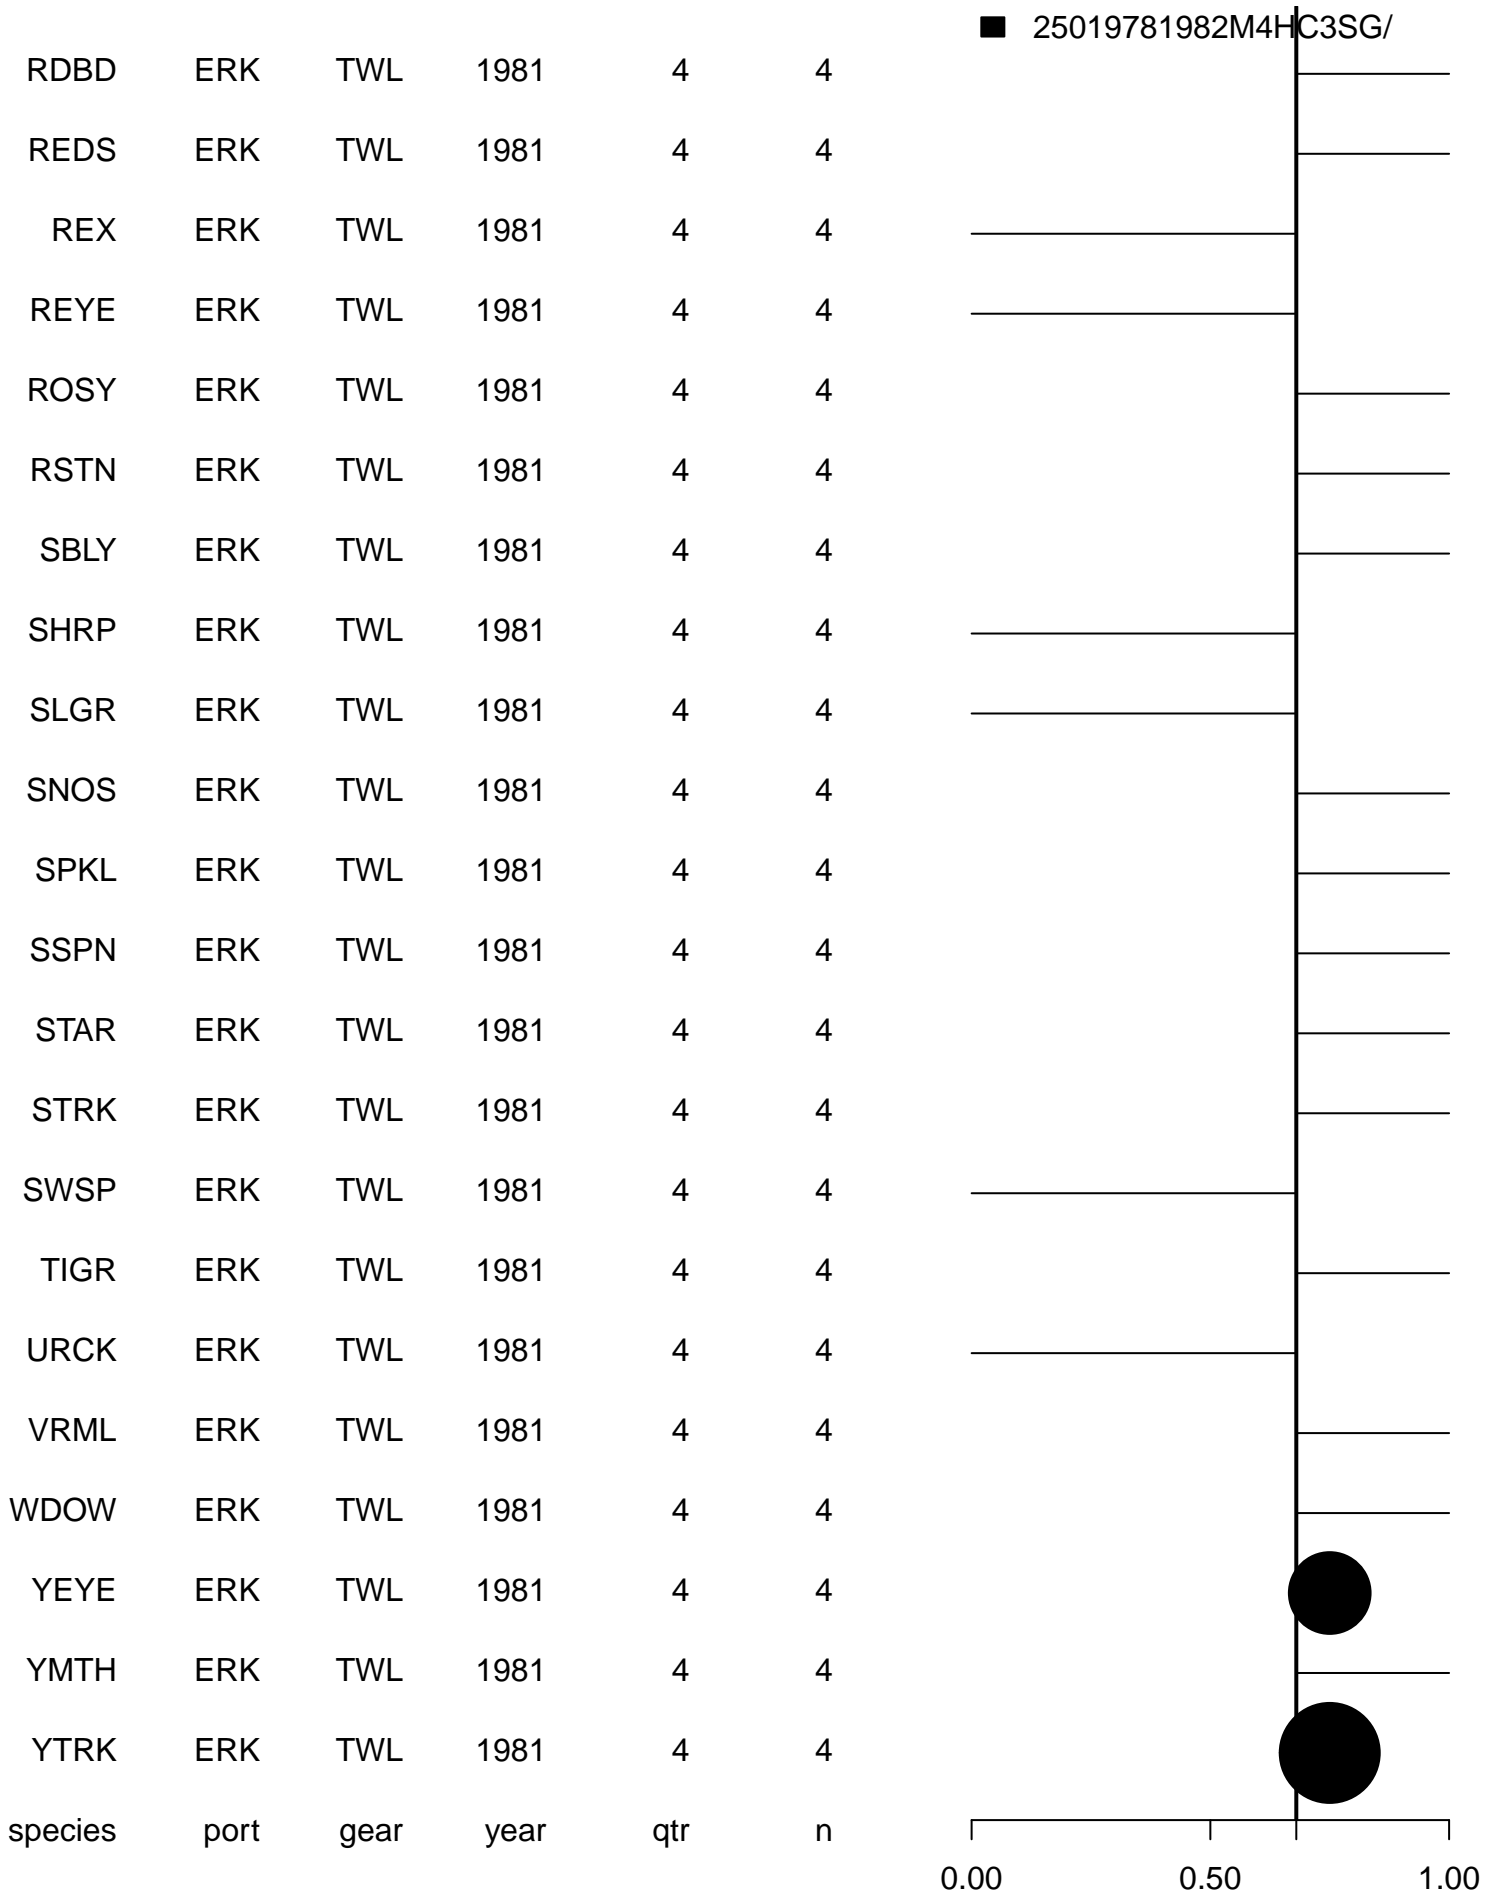 25019781982M4HC3SG/
RDBD ERK TWL 1981 4 4
REDS ERK TWL 1981 4 4
REX ERK TWL 1981 4 4
REYE ERK TWL 1981 4 4
ROSY ERK TWL 1981 4 4
RSTN ERK TWL 1981 4 4
SBLY ERK TWL 1981 4 4
SHRP ERK TWL 1981 4 4
SLGR ERK TWL 1981 4 4
SNOS ERK TWL 1981 4 4
SPKL ERK TWL 1981 4 4
SSPN ERK TWL 1981 4 4
STAR ERK TWL 1981 4 4
STRK ERK TWL 1981 4 4
SWSP ERK TWL 1981 4 4
TIGR ERK TWL 1981 4 4
URCK ERK TWL 1981 4 4
VRML ERK TWL 1981 4 4
WDOW ERK TWL 1981 4 4
YEYE ERK TWL 1981 4 4
YMTH ERK TWL 1981 4 4
YTRK ERK TWL 1981 4 4
species port gear year qtr n
0.00 0.50 1.00